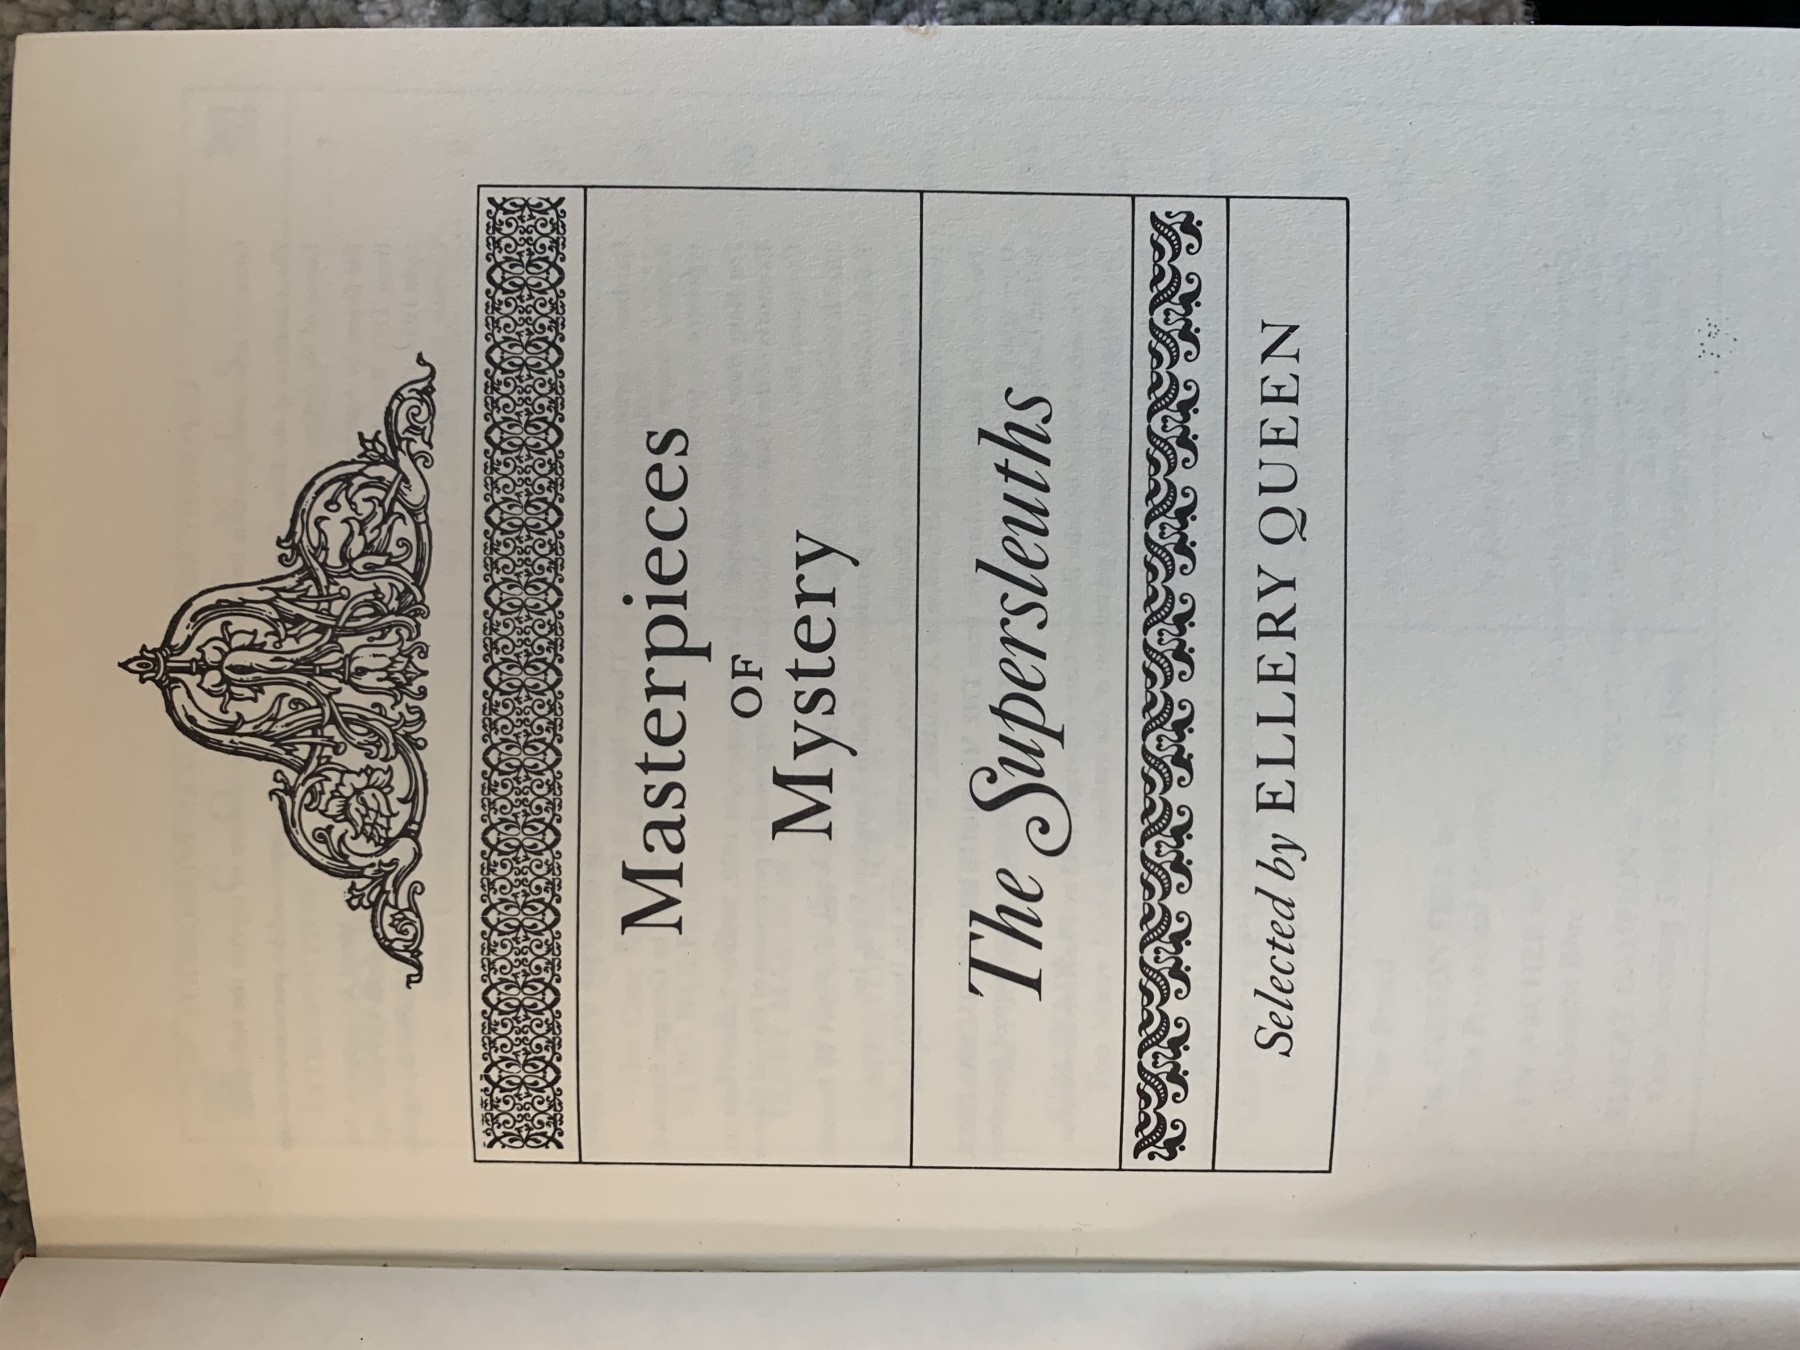 Masterpieces
OF
Mystery
The Supersleuths
Selected by ELLERY QUEEN